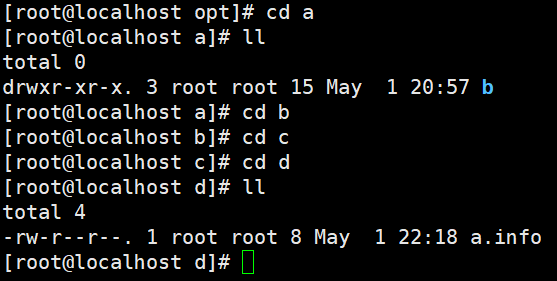 [root@localhost opt]# cd a
[root@localhost a]# ll
total 0
drwxr-xr-x. 3 root root 15 May  1 20:57 b
[root@localhost a]# cd b
[root@localhost b]# cd c
[root@localhost c]# cd d
[root@localhost d]# ll
total 4
-rw-r--r--. 1 root root 8 May  1 22:18 a.info
[root@localhost d]#